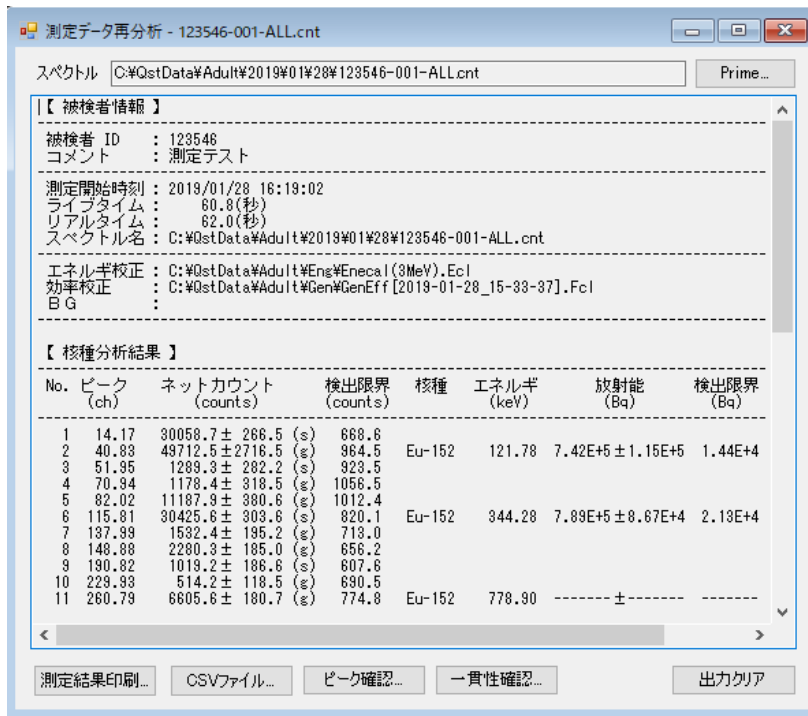 測定データ再分析 - 123546-001-ALL.cnt
スペクトル C:¥QstData¥Adult¥2019¥01¥28¥123546-001-ALL.cnt Prime...
【 被検者情報 】
被検者 ID : 123546
コメント : 測定テスト
測定開始時刻 : 2019/01/28 16:19:02
ライブタイム : 60.8(秒)
リアルタイム : 62.0(秒)
スペクトル名 : C:¥QstData¥Adult¥2019¥01¥28¥123546-001-ALL.cnt
エネルギ校正 : C:¥QstData¥Adult¥Eng¥Enecal(3MeV).Ecl
効率校正 : C:¥QstData¥Adult¥Gen¥GenEff[2019-01-28_15-33-37].Fcl
ＢＧ :
【 核種分析結果 】
No. ピーク ネットカウント 検出限界 核種 エネルギ 放射能 検出限界
(ch) (counts) (counts) (keV) (Bq) (Bq)
1 14.17 30058.7± 266.5 (s) 668.6
2 40.83 49712.5±2716.5 (g) 964.5 Eu-152 121.78 7.42E+5±1.15E+5 1.44E+4
3 51.95 1289.3± 282.2 (s) 923.5
4 70.94 1178.4± 318.5 (g) 1056.5
5 82.02 11187.9± 380.6 (g) 1012.4
6 115.81 30425.6± 303.6 (s) 820.1 Eu-152 344.28 7.89E+5±8.67E+4 2.13E+4
7 137.99 1532.4± 195.2 (g) 713.0
8 148.88 2280.3± 185.0 (g) 656.2
9 190.82 1019.2± 186.6 (s) 607.6
10 229.93 514.2± 118.5 (g) 690.5
11 260.79 6605.6± 180.7 (g) 774.8 Eu-152 778.90 -------±------- -------
測定結果印刷... CSVファイル... ピーク確認... 一貫性確認... 出力クリア